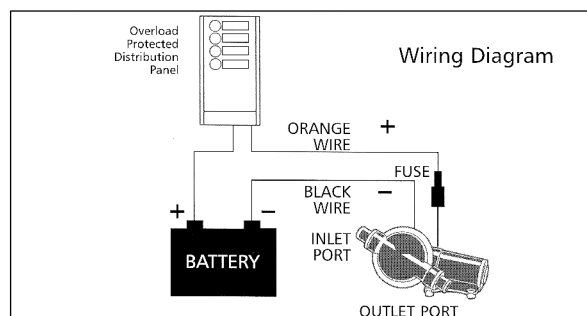 Overload
Protected
Distribution
Panel
Wiring Diagram
ORANGE +
WIRE
FUSE
BLACK −
WIRE
+ −
BATTERY
INLET
PORT
OUTLET PORT